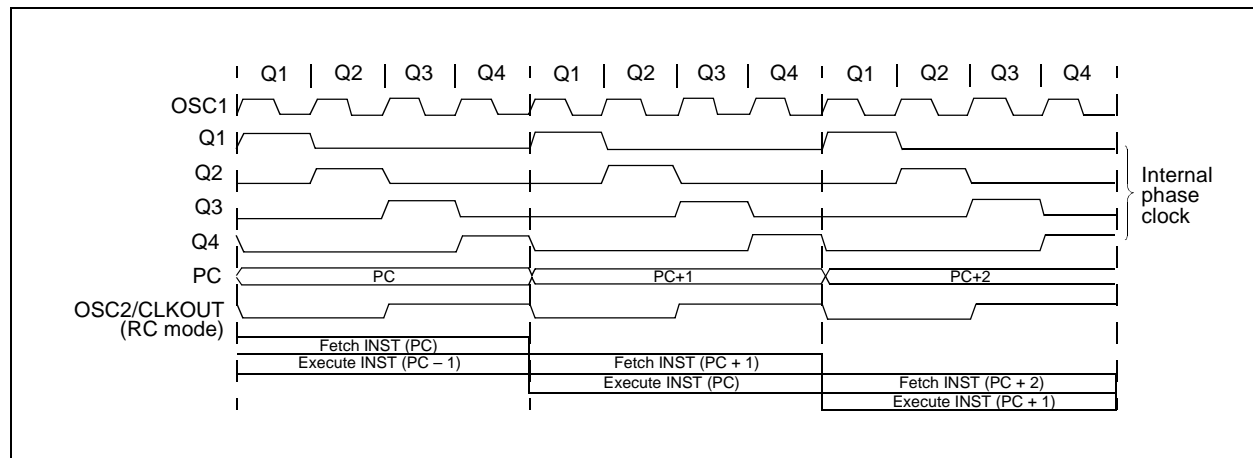 Q1 Q2 Q3 Q4 Q1 Q2 Q3 Q4 Q1 Q2 Q3 Q4
OSC1
Q1
Q2
Q3
Q4
Internal
phase
clock
PC
PC
PC+1
PC+2
OSC2/CLKOUT
(RC mode)
Fetch INST (PC)
Execute INST (PC – 1)
Fetch INST (PC + 1)
Execute INST (PC)
Fetch INST (PC + 2)
Execute INST (PC + 1)